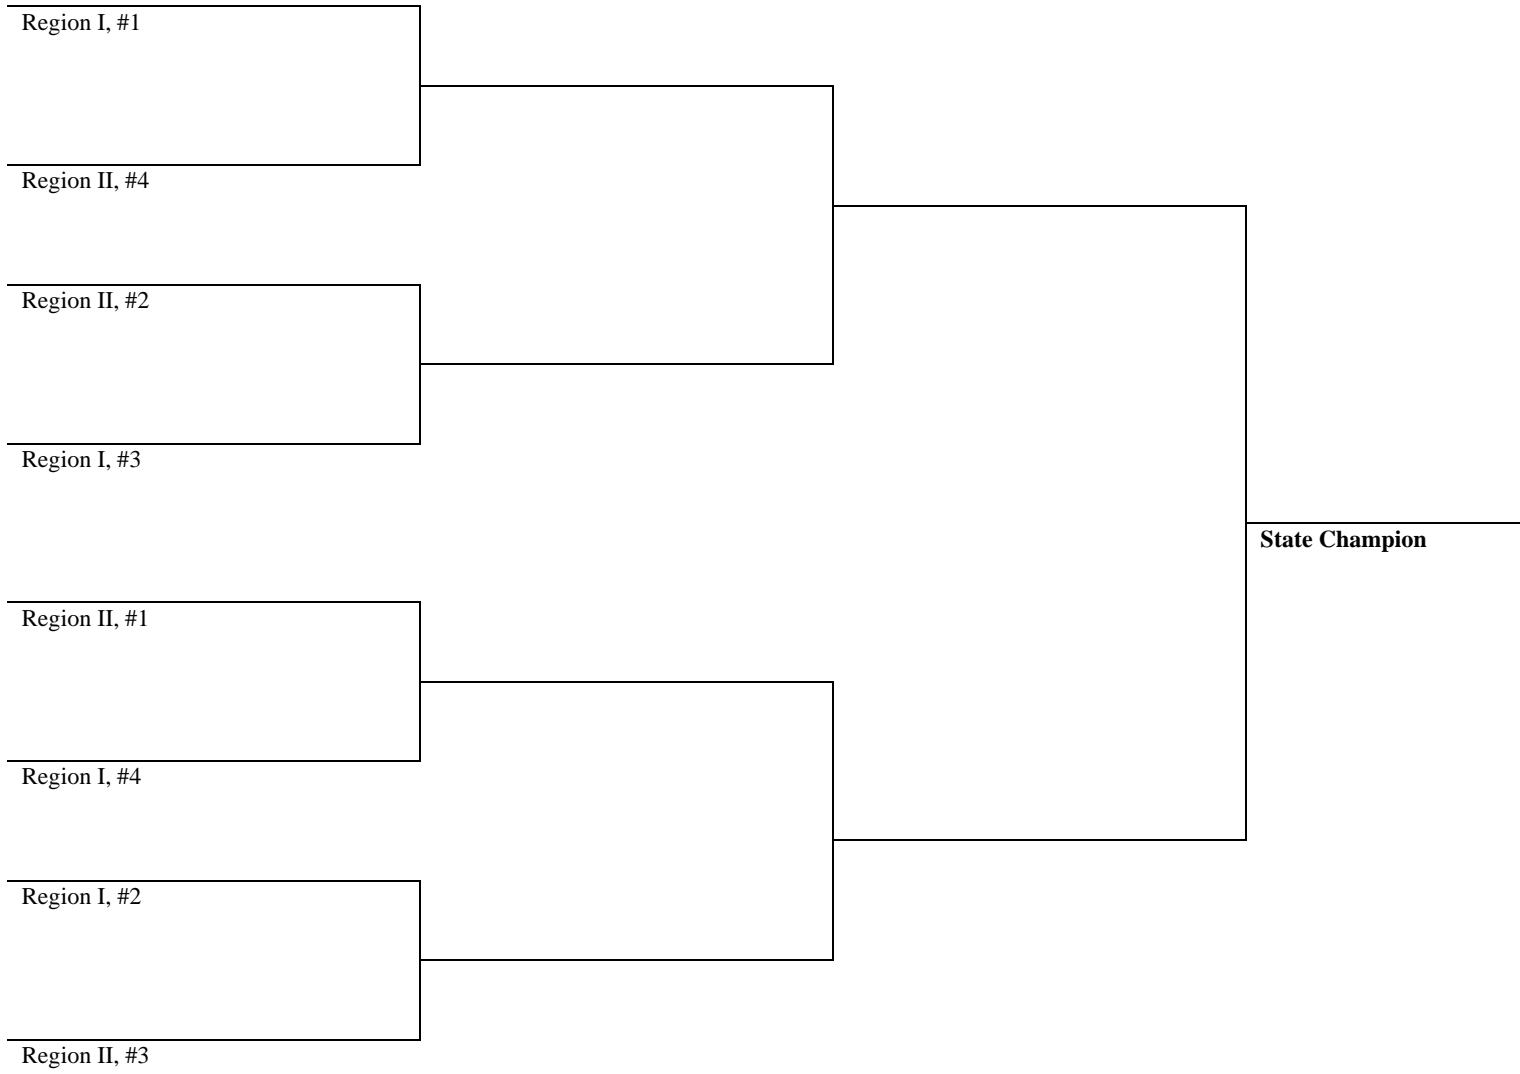 Region I, #1
Region II, #4
Region II, #2
Region I, #3
State Champion
Region II, #1
Region I, #4
Region I, #2
Region II, #3